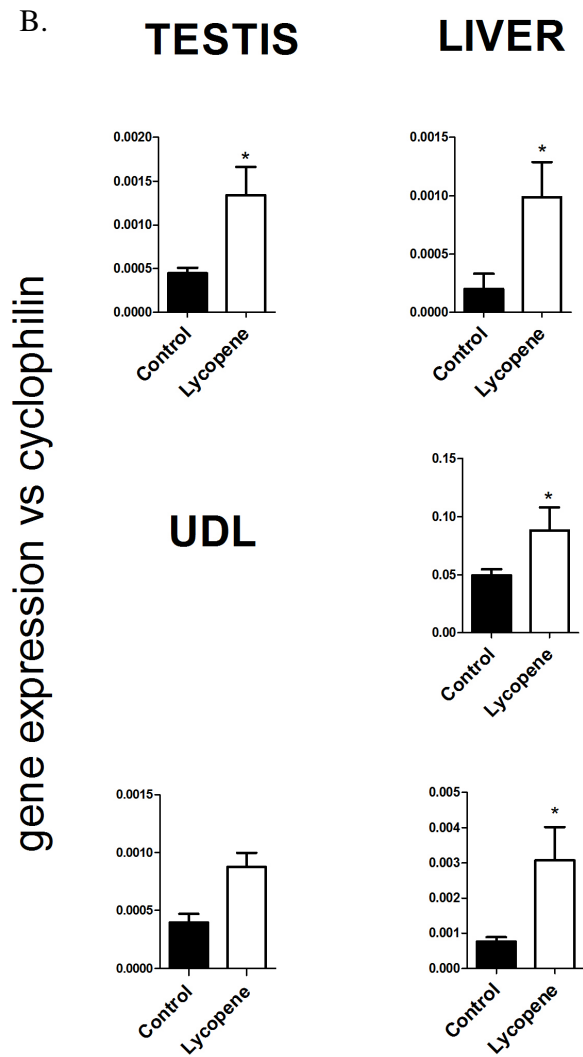 B.
TESTIS
LIVER
gene expression vs cyclophilin
0.0020
0.0015
0.0010
0.0005
0.0000
*
Control
Lycopene
0.0015
0.0010
0.0005
0.0000
*
Control
Lycopene
UDL
0.15
0.10
0.05
0.00
*
Control
Lycopene
0.0015
0.0010
0.0005
0.0000
Control
Lycopene
0.005
0.004
0.003
0.002
0.001
0.000
*
Control
Lycopene